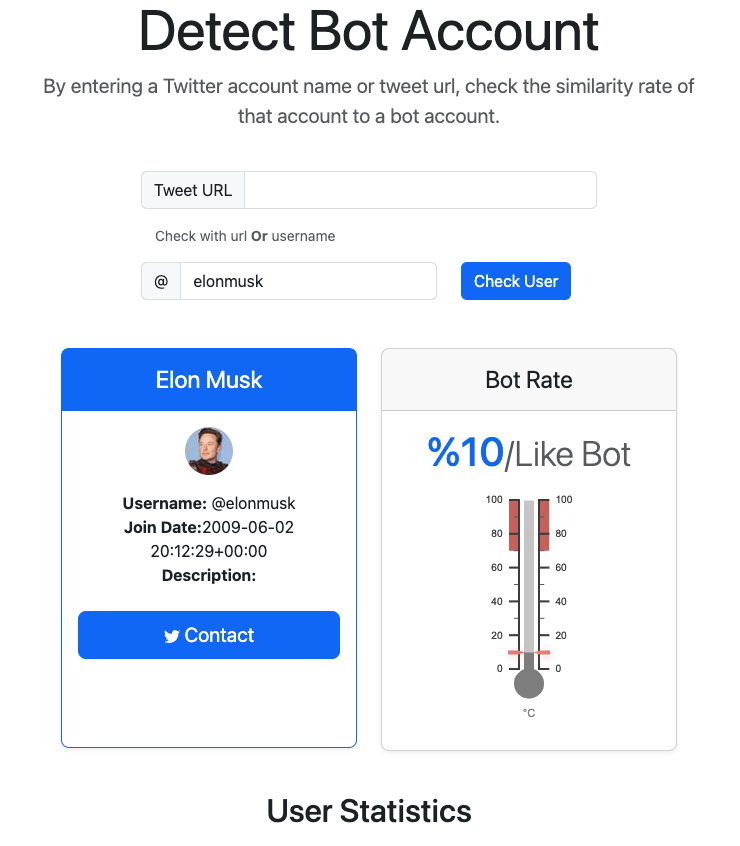 Detect Bot Account
By entering a Twitter account name or tweet url, check the similarity rate of
that account to a bot account.
Tweet URL
Check with url Or username
@ elonmusk Check User
Elon Musk
Username: @elonmusk
Join Date:2009-06-02
20:12:29+00:00
Description:
Contact
Bot Rate
%10/Like Bot
100 100
80 80
60 60
40 40
20 20
0 0
°C
User Statistics